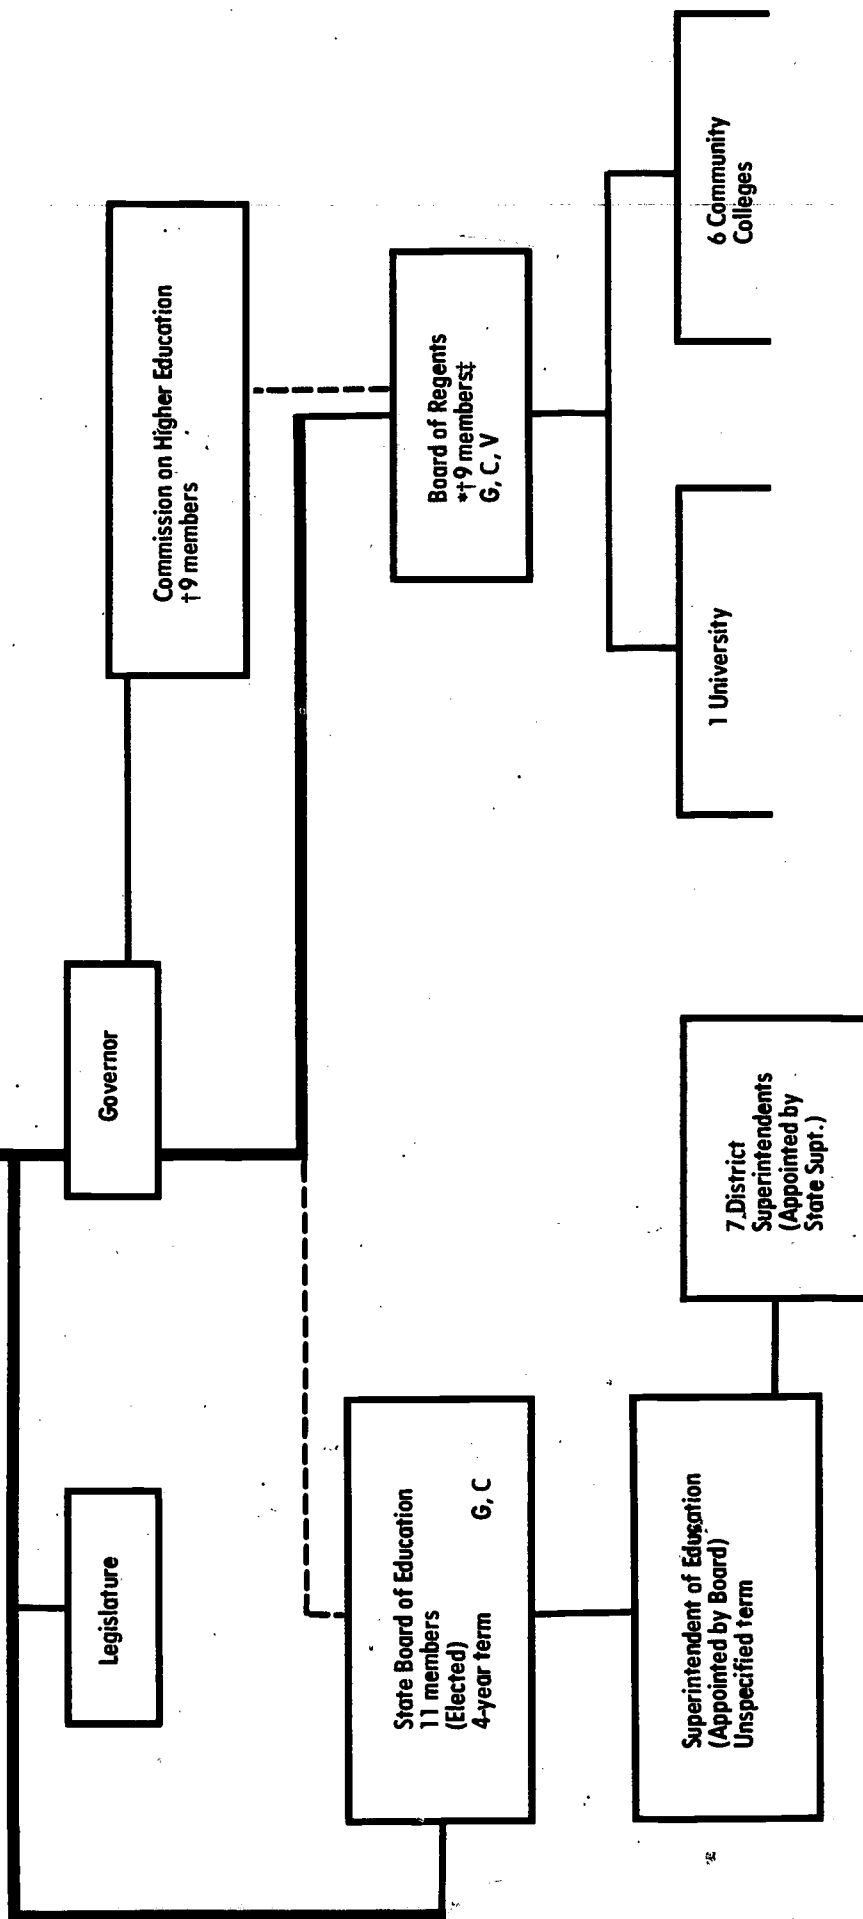 Legislature
Governor
Commission on Higher Education
†9 members
State Board of Education
11 members
(Elected)
4-year term G, C
Board of Regents
*†9 members‡
G, C, V
Superintendent of Education
(Appointed by Board)
Unspecified term
7 District
Superintendents
(Appointed by
State Supt.)
1 University
6 Community
Colleges